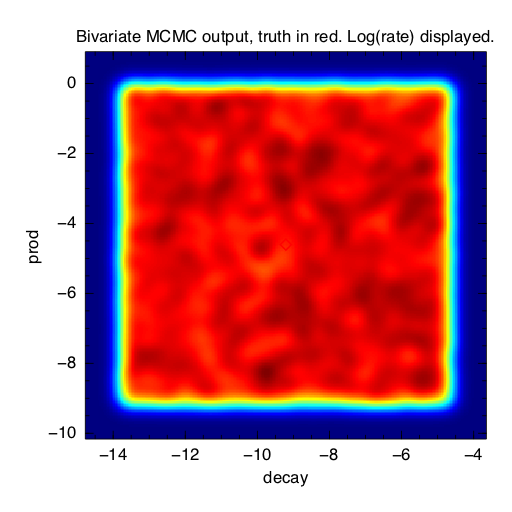 Bivariate MCMC output, truth in red. Log(rate) displayed.
0
−2
−4
−6
−8
−10
prod
−14 −12 −10 −8 −6 −4
decay